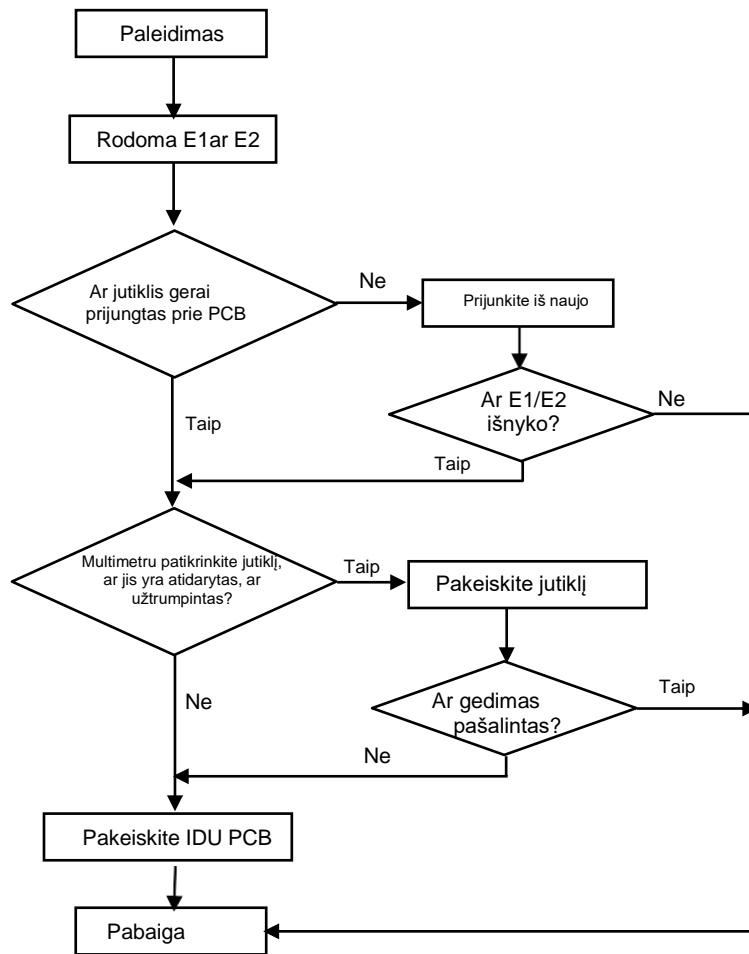 Paleidimas
Rodoma E1ar E2
Ar jutiklis gerai
prijungtas prie PCB
Ne
Prijunkite iš naujo
Ar E1/E2
išnyko?
Ne
Taip
Taip
Multimetru patikrinkite jutiklį,
ar jis yra atidarytas, ar
užtrumpintas?
Taip
Pakeiskite jutiklį
Ar gedimas
pašalintas?
Taip
Ne
Ne
Pakeiskite IDU PCB
Pabaiga